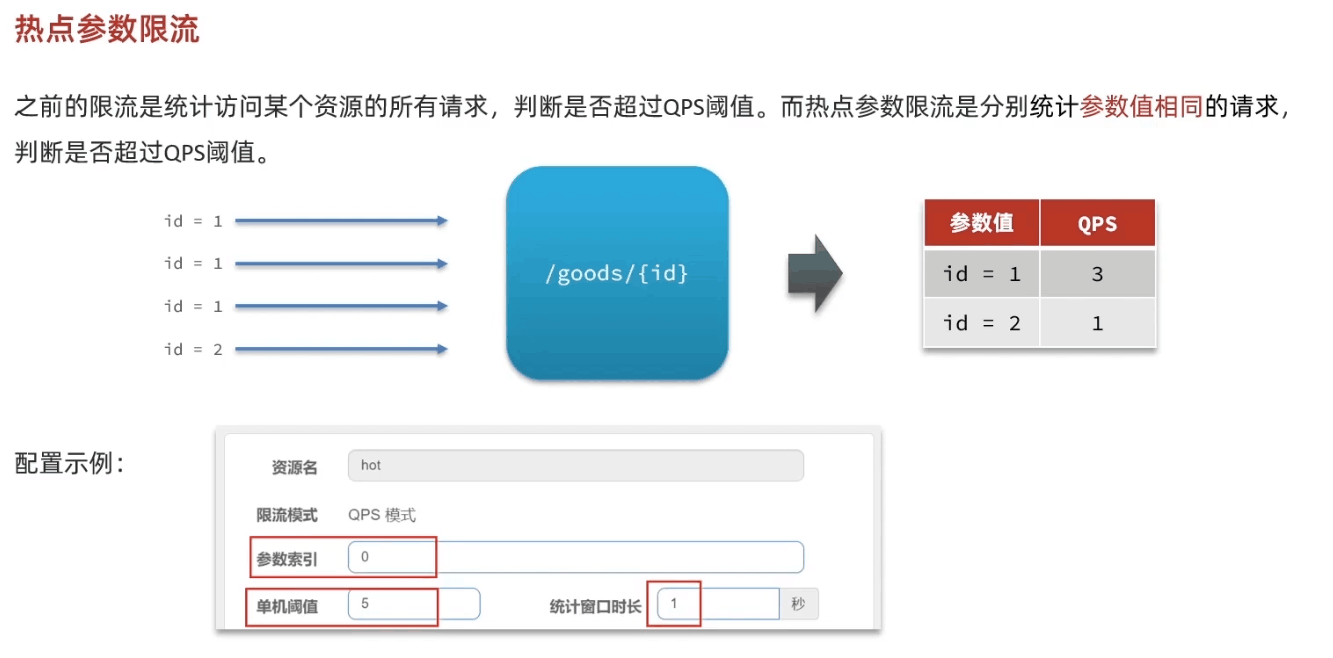 热点参数限流
之前的限流是统计访问某个资源的所有请求，判断是否超过QPS阈值。而热点参数限流是分别统计参数值相同的请求，
判断是否超过QPS阈值。
id = 1
id = 1
id = 1
id = 2
/goods/{id}
参数值 QPS
id = 1 3
id = 2 1
配置示例：
资源名 hot
限流模式 QPS 模式
参数索引 0
单机阈值 5 统计窗口时长 1 秒